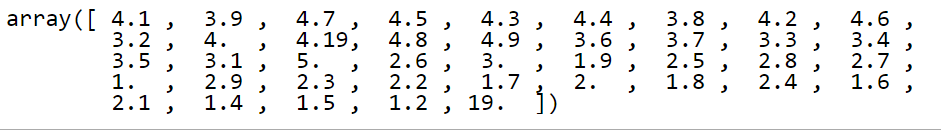 array([ 4.1 ,  3.9 ,  4.7 ,  4.5 ,  4.3 ,  4.4 ,  3.8 ,  4.2 ,  4.6 ,
        3.2 ,  4.  ,  4.19,  4.8 ,  4.9 ,  3.6 ,  3.7 ,  3.3 ,  3.4 ,
        3.5 ,  3.1 ,  5.  ,  2.6 ,  3.  ,  1.9 ,  2.5 ,  2.8 ,  2.7 ,
        1.  ,  2.9 ,  2.3 ,  2.2 ,  1.7 ,  2.  ,  1.8 ,  2.4 ,  1.6 ,
        2.1 ,  1.4 ,  1.5 ,  1.2 , 19.  ])